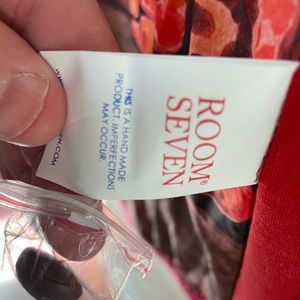 ROOM®
SEVEN
THIS IS A HAND MADE
PRODUCT. IMPERFECTIONS
MAY OCCUR.